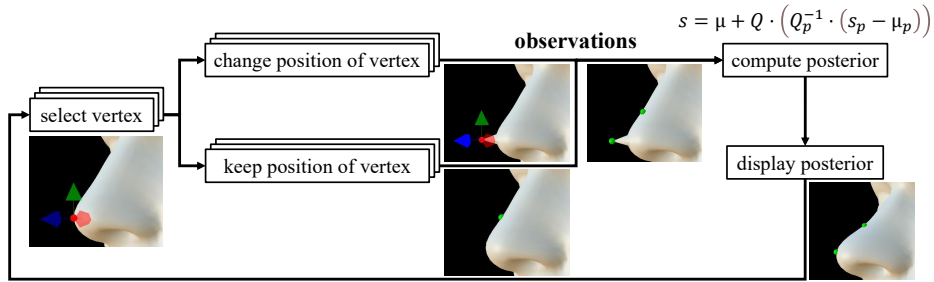 s = μ + Q · (Q_p^{-1} · (s_p − μ_p))
observations
change position of vertex
compute posterior
select vertex
keep position of vertex
display posterior